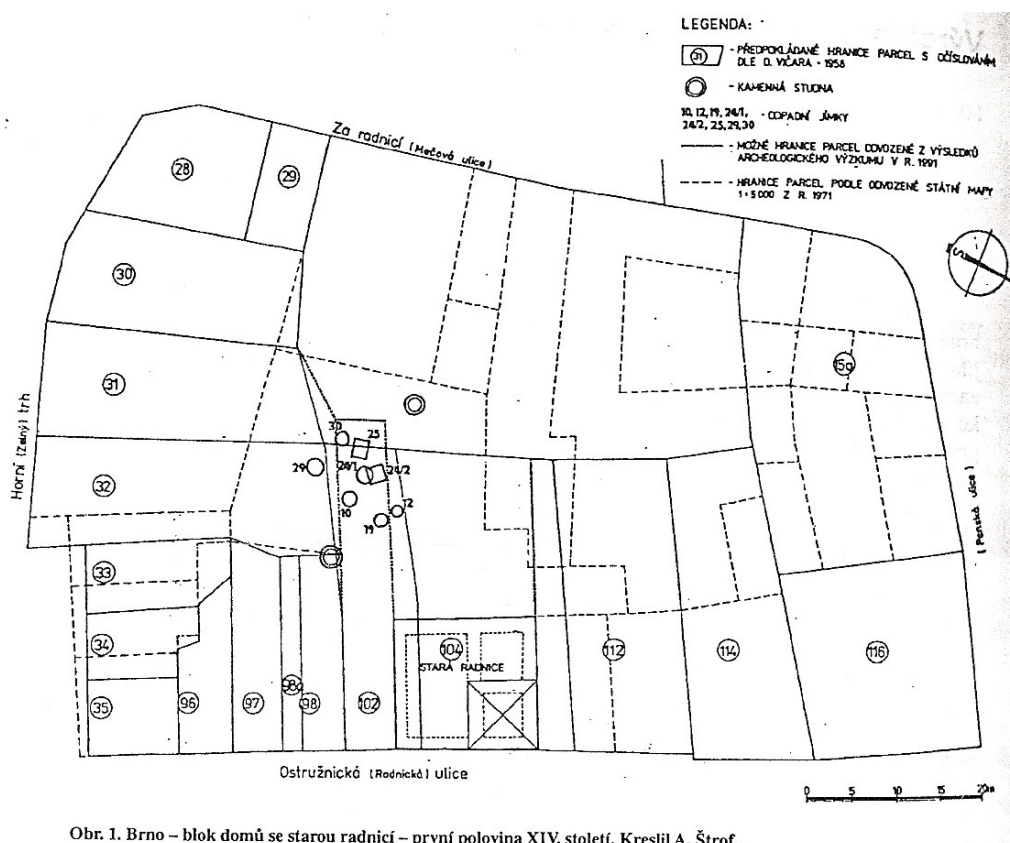 LEGENDA:
31 - PŘEDPOKLÁDANÉ HRANICE PARCEL S OČÍSLOVÁNÍM
DLE O. VIČARA - 1958
- KAMENNÁ STUDNA
10, 12, 19, 24/1, - ODPADNÍ JÍMKY
24/2, 25, 29, 30
- MOŽNÉ HRANICE PARCEL ODVOZENÉ Z VÝSLEDKŮ
ARCHEOLOGICKÉHO VÝZKUMU V R. 1991
- HRANICE PARCEL PODLE ODVOZENÉ STÁTNÍ MAPY
1:5000 Z R. 1971
S
Za radnicí (Mečová ulice)
28
29
30
31
15a
Horní (Zelný) trh
30
25
29
24/1
24/2
32
10
12
19
(Panská ulice)
33
34
104
112
114
116
STARÁ RADNICE
35
96
97
98a
98
102
Ostružnická (Radnická) ulice
0 5 10 15 20m
Obr. 1. Brno – blok domů se starou radnicí – první polovina XIV. století. Kreslil A. Štrof